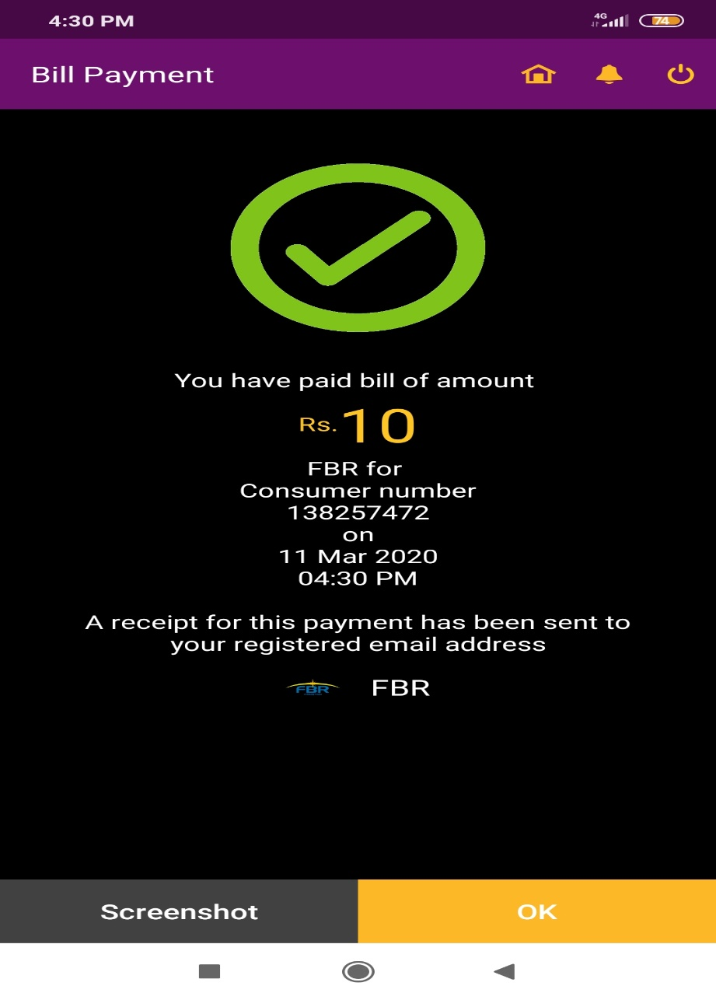 4:30 PM
4G
74
Bill Payment
You have paid bill of amount
Rs.10
FBR for
Consumer number
138257472
on
11 Mar 2020
04:30 PM
A receipt for this payment has been sent to
your registered email address
FBR FBR
Screenshot
OK